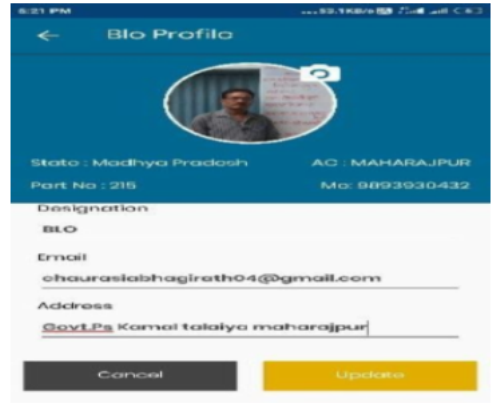 6:21 PM
Blo Profile
State : Madhya Pradesh AC : MAHARAJPUR
Part No : 215 Mo: 9893930432
Designation
BLO
Email
chaurasiabhagirath04@gmail.com
Address
Govt.Ps Kamal talaiya maharajpur
Cancel Update